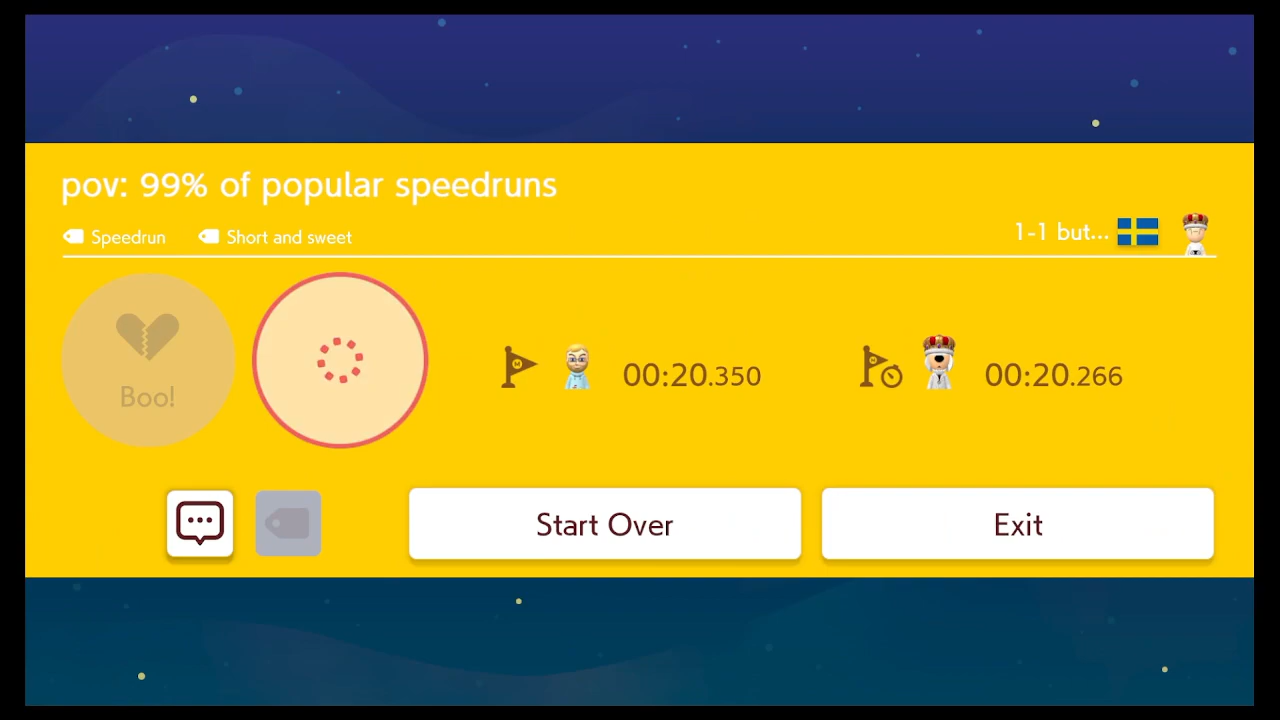 pov: 99% of popular speedruns
Speedrun Short and sweet
1-1 but...
Boo!
00:20.350
00:20.266
Start Over
Exit